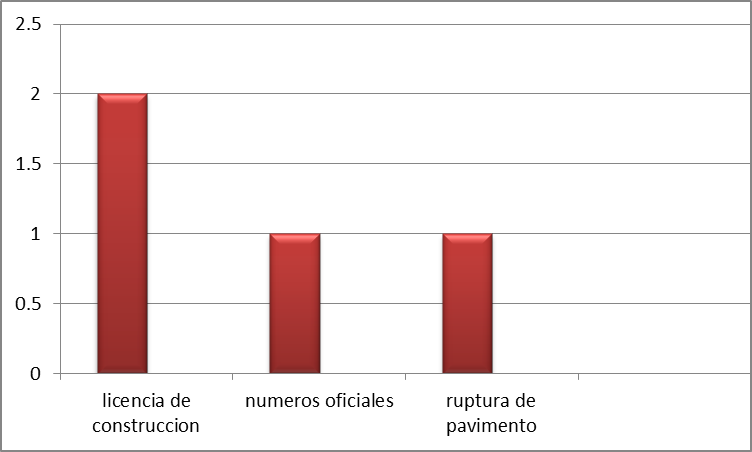 2.5
2
1.5
1
0.5
0
licencia de
construccion
numeros oficiales
ruptura de
pavimento